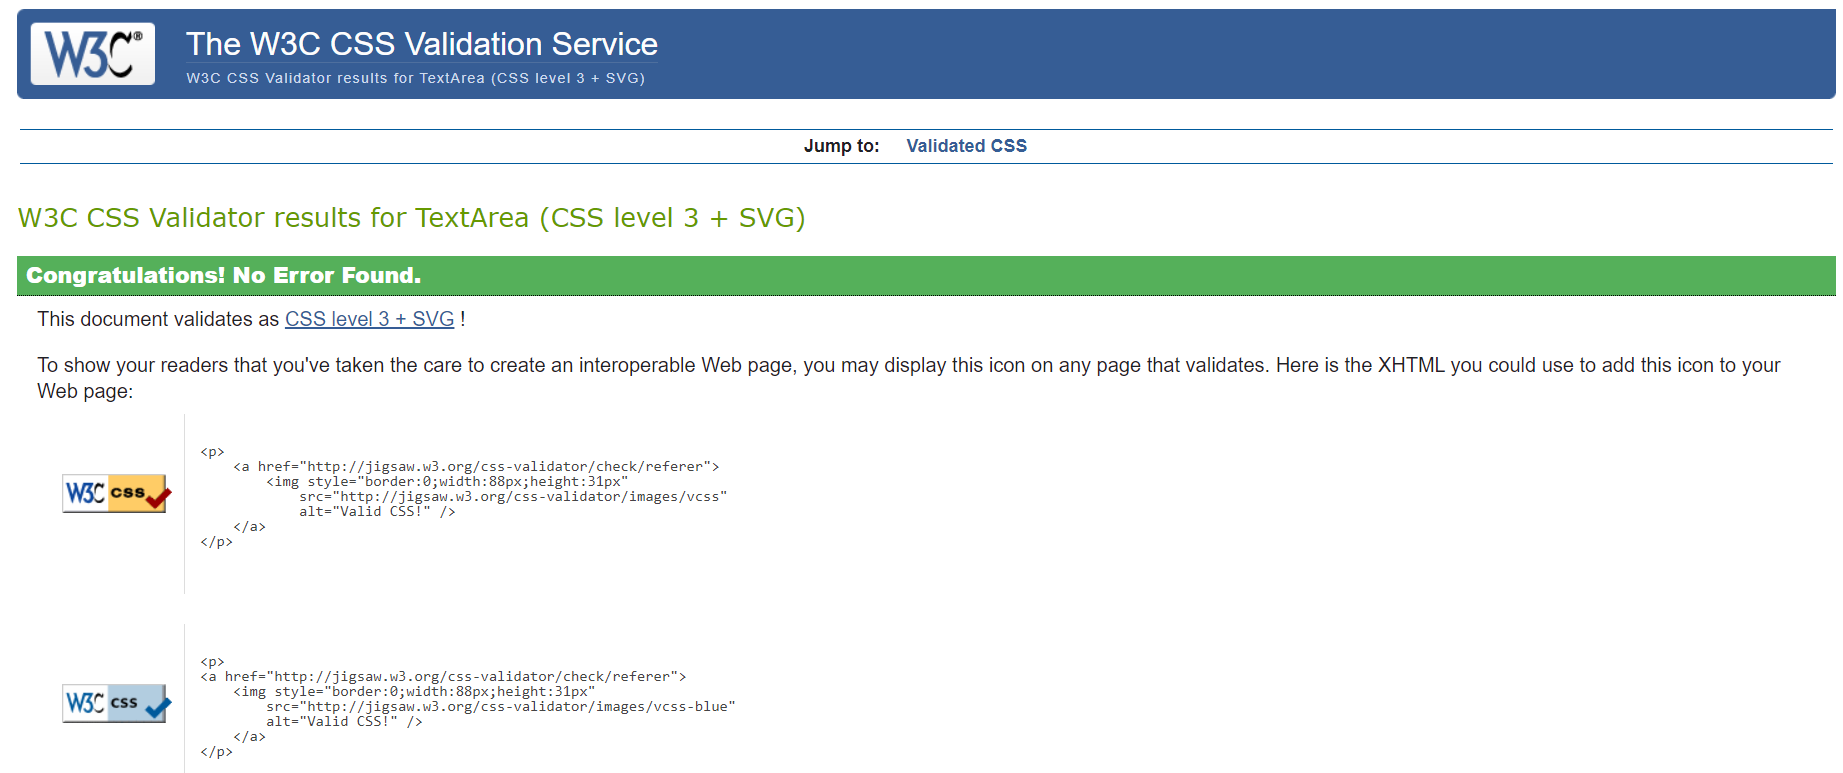 W3C®
The W3C CSS Validation Service
W3C CSS Validator results for TextArea (CSS level 3 + SVG)
Jump to: Validated CSS
W3C CSS Validator results for TextArea (CSS level 3 + SVG)
Congratulations! No Error Found.
This document validates as CSS level 3 + SVG !
To show your readers that you've taken the care to create an interoperable Web page, you may display this icon on any page that validates. Here is the XHTML you could use to add this icon to your
Web page:
W3C css
<p>
    <a href="http://jigsaw.w3.org/css-validator/check/referer">
        <img style="border:0;width:88px;height:31px"
            src="http://jigsaw.w3.org/css-validator/images/vcss"
            alt="Valid CSS!" />
    </a>
</p>
W3C css
<p>
<a href="http://jigsaw.w3.org/css-validator/check/referer">
    <img style="border:0;width:88px;height:31px"
        src="http://jigsaw.w3.org/css-validator/images/vcss-blue"
        alt="Valid CSS!" />
    </a>
</p>